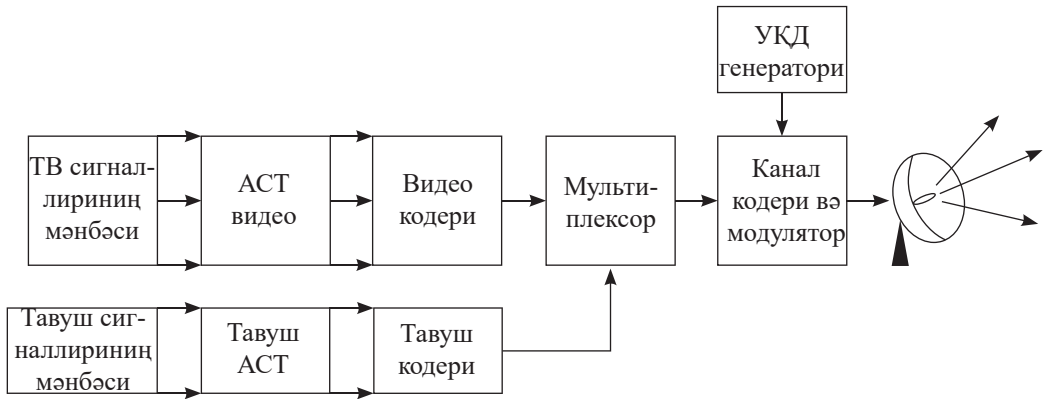 УҚД
генератори
ТВ сигнал-
лириниң
мәнбәси
АСТ
видео
Видео
кодери
Мульти-
плексор
Канал
кодери вә
модулятор
Тавуш сиг-
наллириниң
мәнбәси
Тавуш
АСТ
Тавуш
кодери